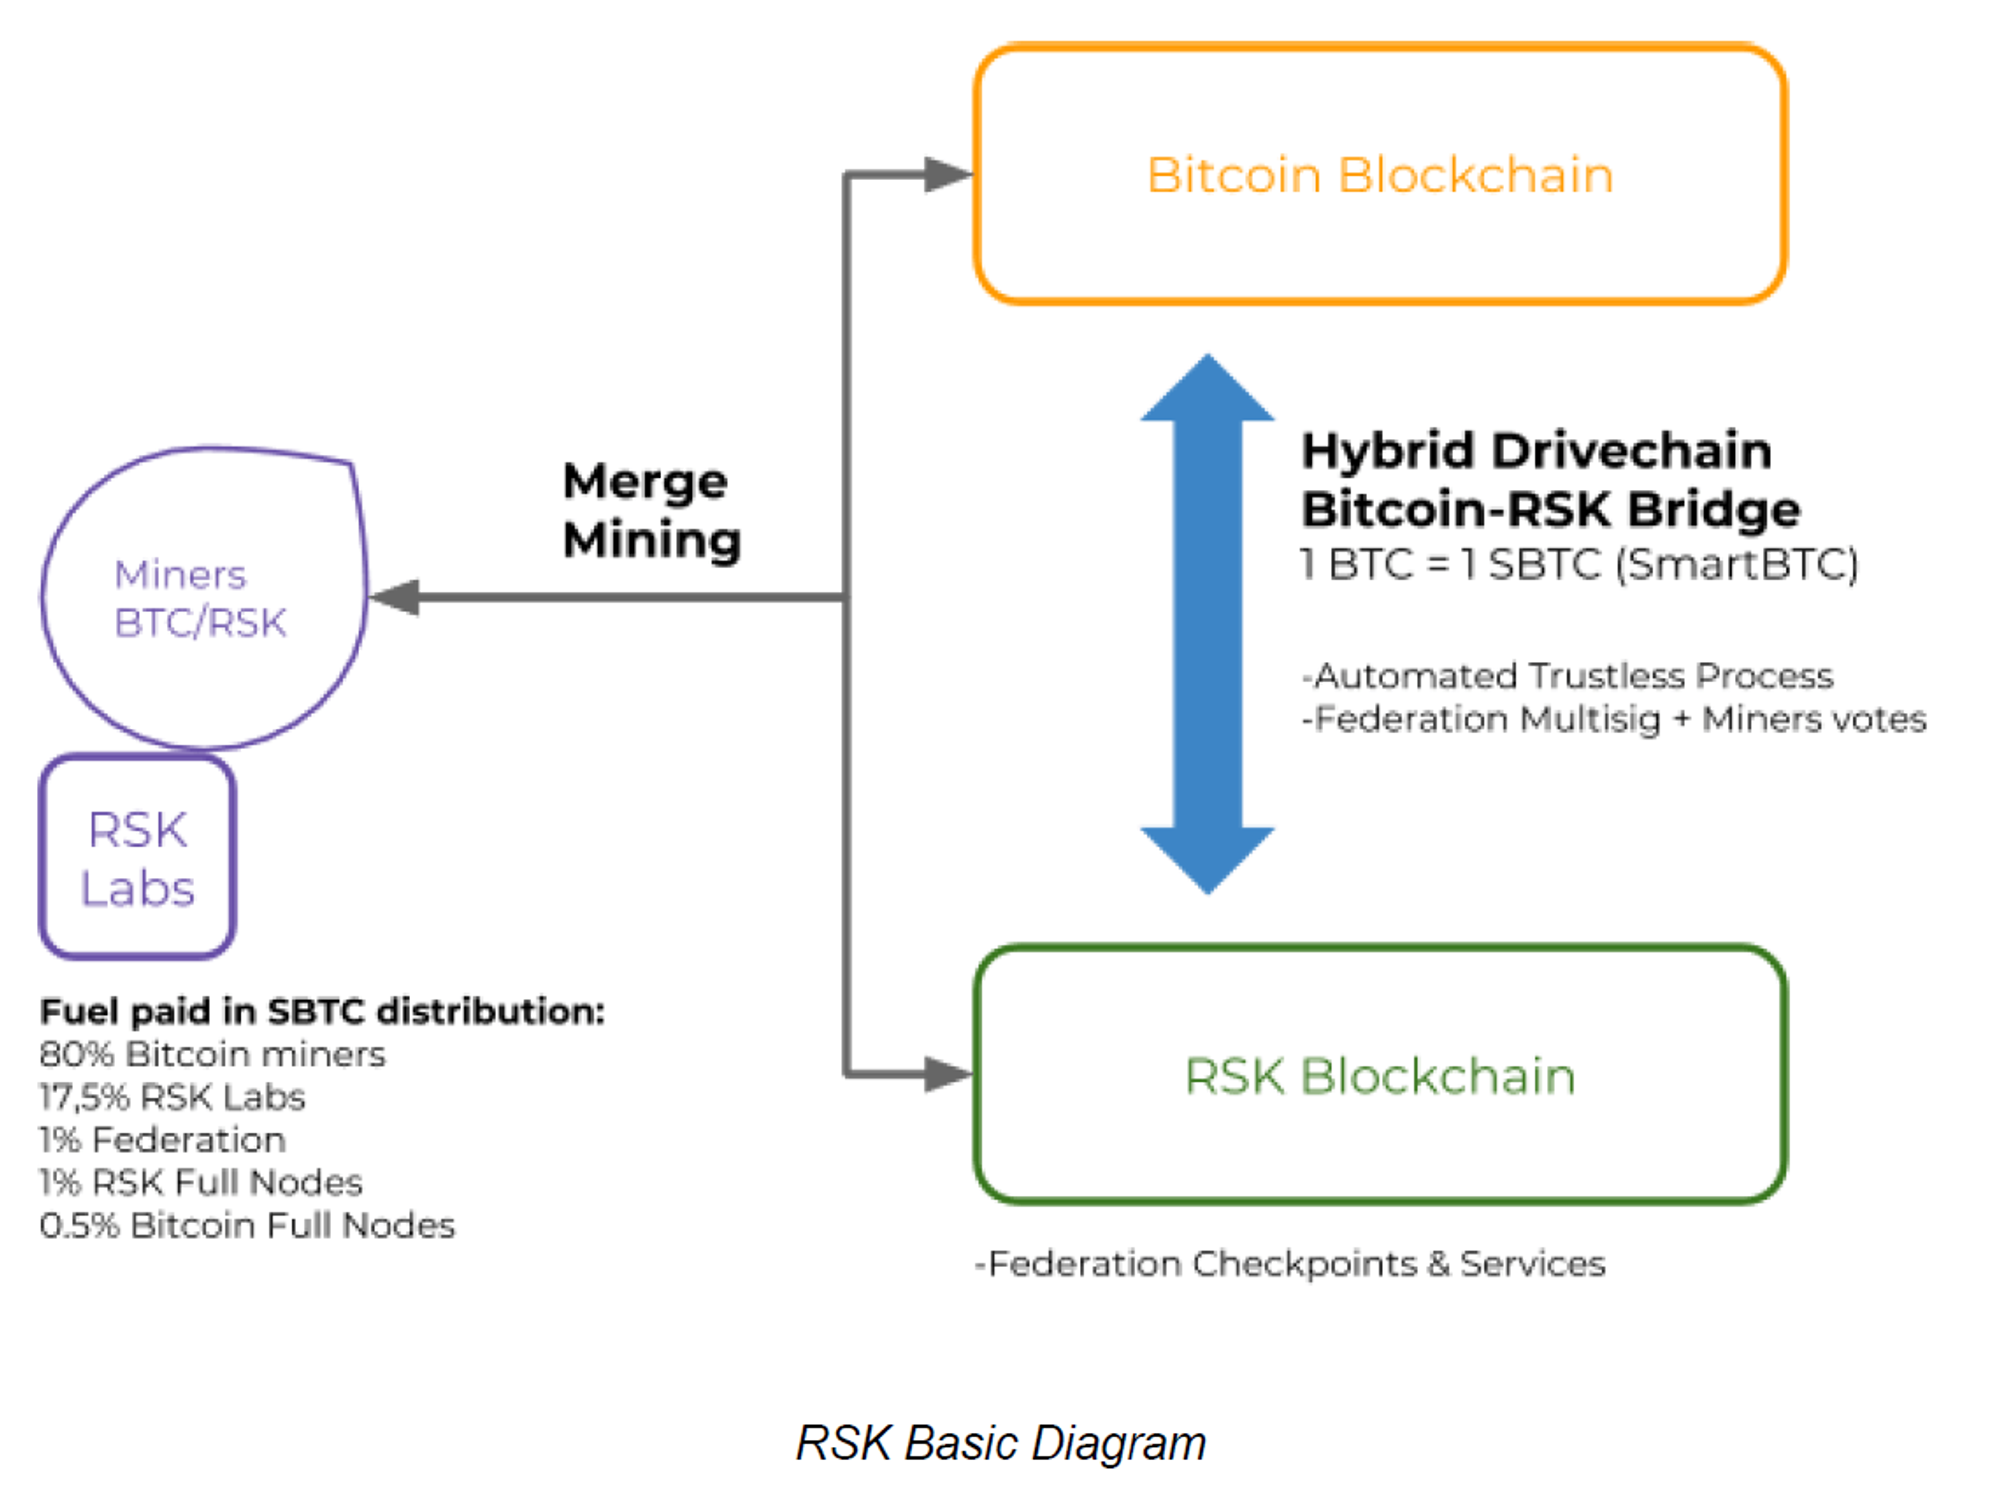 Bitcoin Blockchain
Merge
Mining
Hybrid Drivechain
Bitcoin-RSK Bridge
1 BTC = 1 SBTC (SmartBTC)
-Automated Trustless Process
-Federation Multisig + Miners votes
Miners
BTC/RSK
RSK
Labs
Fuel paid in SBTC distribution:
80% Bitcoin miners
17,5% RSK Labs
1% Federation
1% RSK Full Nodes
0.5% Bitcoin Full Nodes
RSK Blockchain
-Federation Checkpoints & Services
RSK Basic Diagram